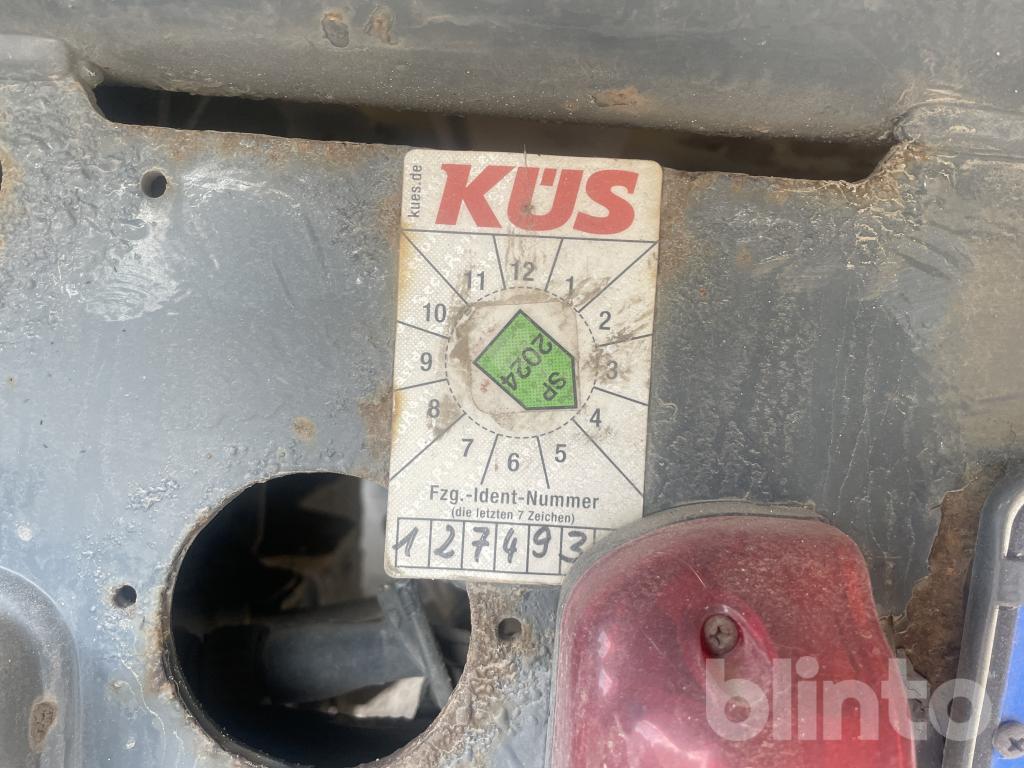 kues.de
KÜS
12
1
2
3
4
5
6
7
8
9
10
11
SP
2024
Fzg.-Ident-Nummer
(die letzten 7 Zeichen)
127493
blinto